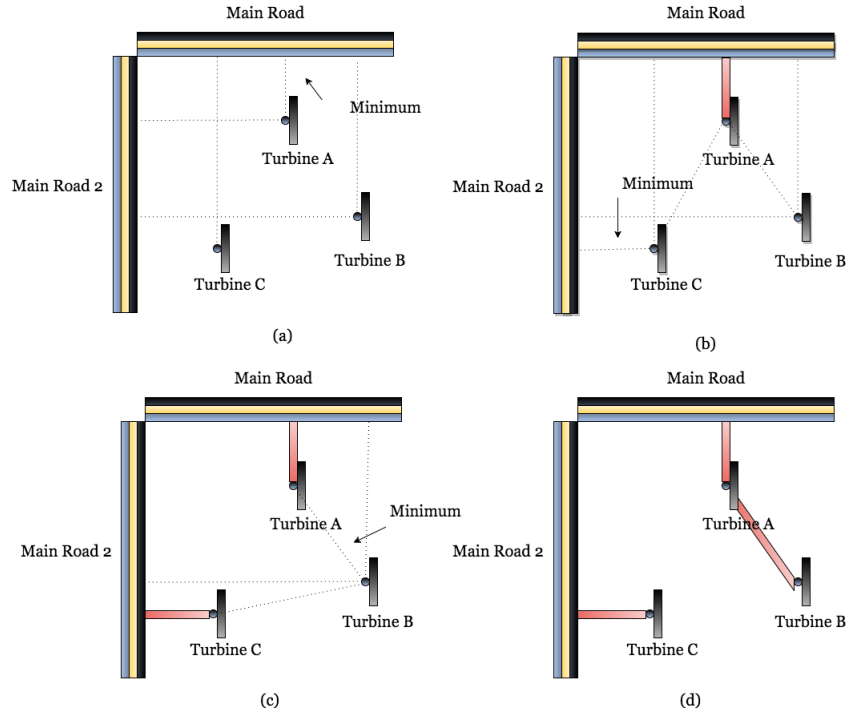 Main Road
Main Road 2
Minimum
Turbine A
Turbine B
Turbine C
(a)
Main Road
Main Road 2
Turbine A
Minimum
Turbine B
Turbine C
(b)
Main Road
Main Road 2
Minimum
Turbine A
Turbine B
Turbine C
(c)
Main Road
Main Road 2
Turbine A
Turbine B
Turbine C
(d)